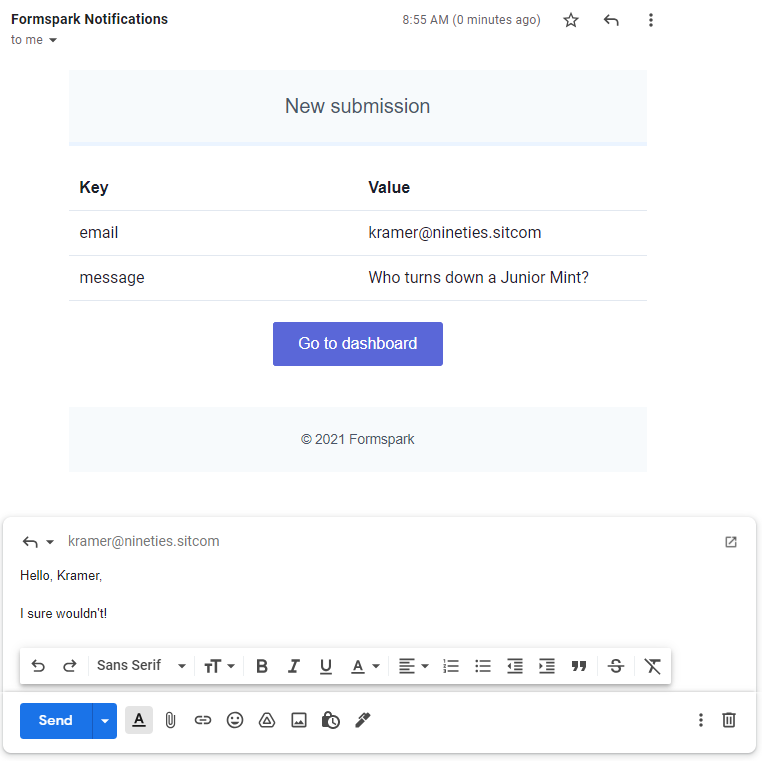 Formspark Notifications 8:55 AM (0 minutes ago)
to me
New submission
Key Value
email kramer@nineties.sitcom
message Who turns down a Junior Mint?
Go to dashboard
© 2021 Formspark
kramer@nineties.sitcom
Hello, Kramer,
I sure wouldn't!
Sans Serif
Send